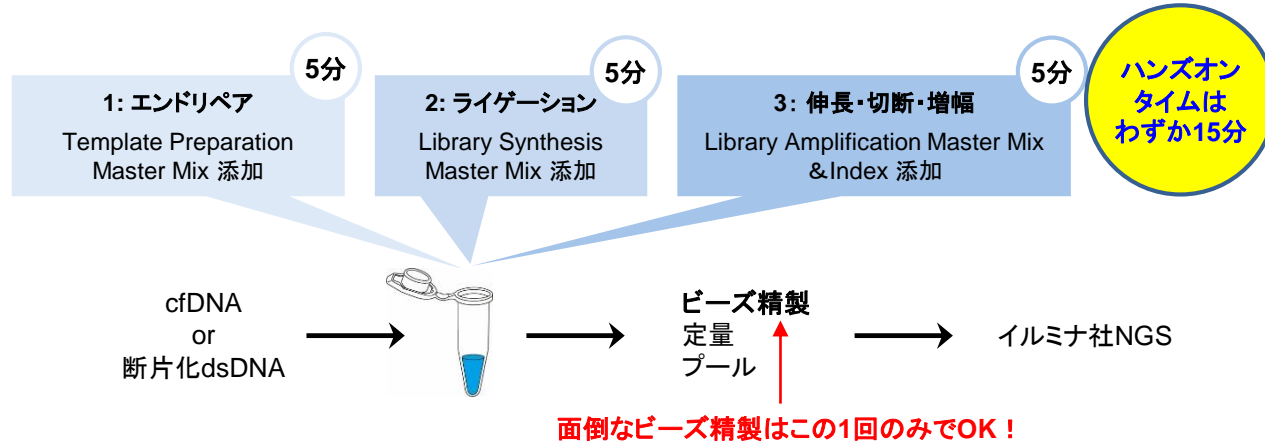 5分
1: エンドリペア
Template Preparation
Master Mix 添加
5分
2: ライゲーション
Library Synthesis
Master Mix 添加
5分
3: 伸長・切断・増幅
Library Amplification Master Mix
＆Index 添加
ハンズオン
タイムは
わずか15分
cfDNA
or
断片化dsDNA
ビーズ精製
定量
プール
イルミナ社NGS
面倒なビーズ精製はこの1回のみでOK！